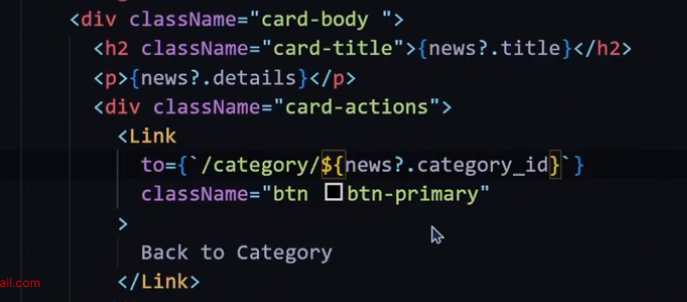 <div className="card-body ">
<h2 className="card-title">{news?.title}</h2>
<p>{news?.details}</p>
<div className="card-actions">
<Link
to={`/category/${news?.category_id}`}
className="btn btn-primary"
>
Back to Category
</Link>
ail.com